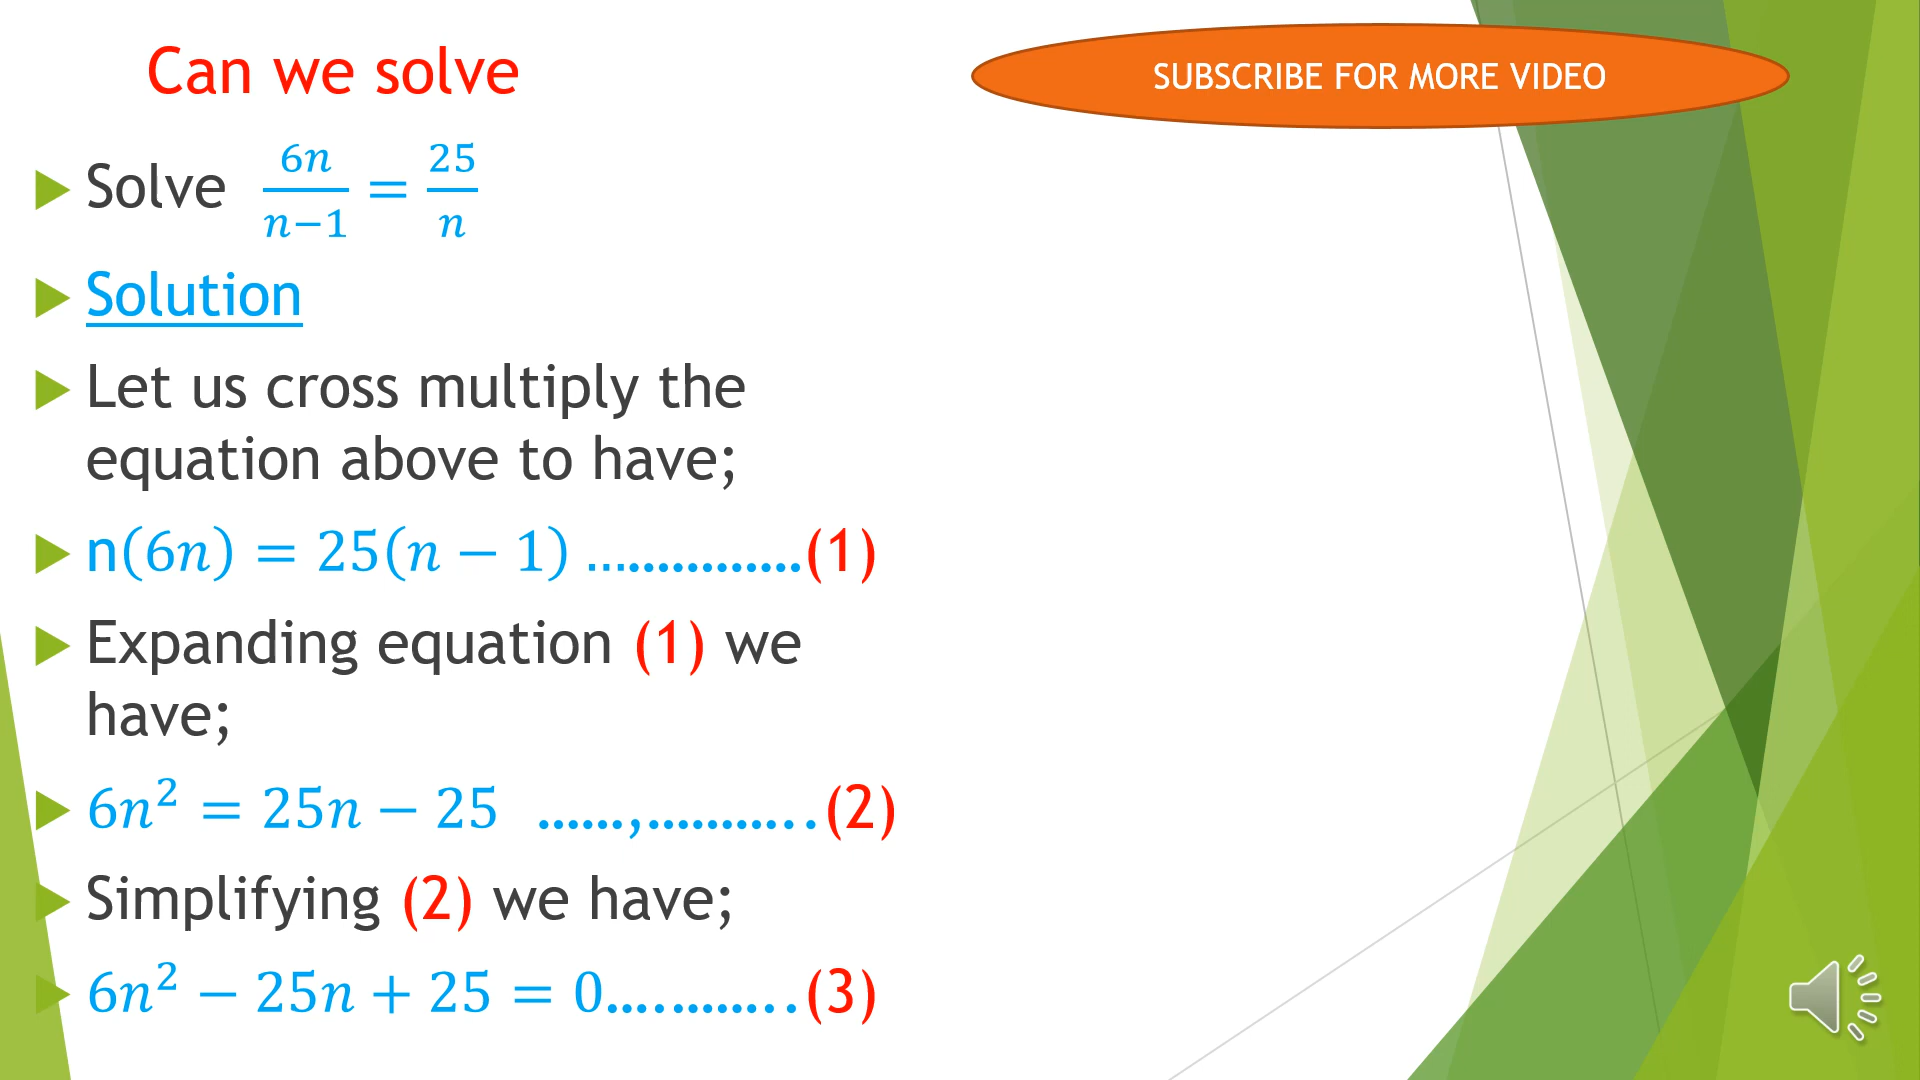 Can we solve
SUBSCRIBE FOR MORE VIDEO
Solve 6n/(n−1) = 25/n
Solution
Let us cross multiply the
equation above to have;
n(6n) = 25(n − 1) ...............(1)
Expanding equation (1) we
have;
6n² = 25n − 25 ......,...........(2)
Simplifying (2) we have;
6n² − 25n + 25 = 0.............(3)